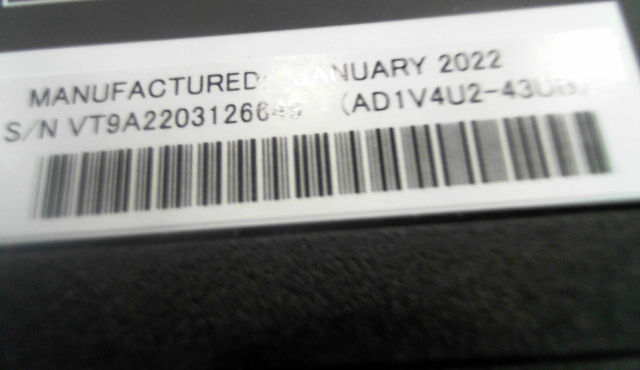 MANUFACTURED: JANUARY 2022
S/N (AD1V4U2-43UB)